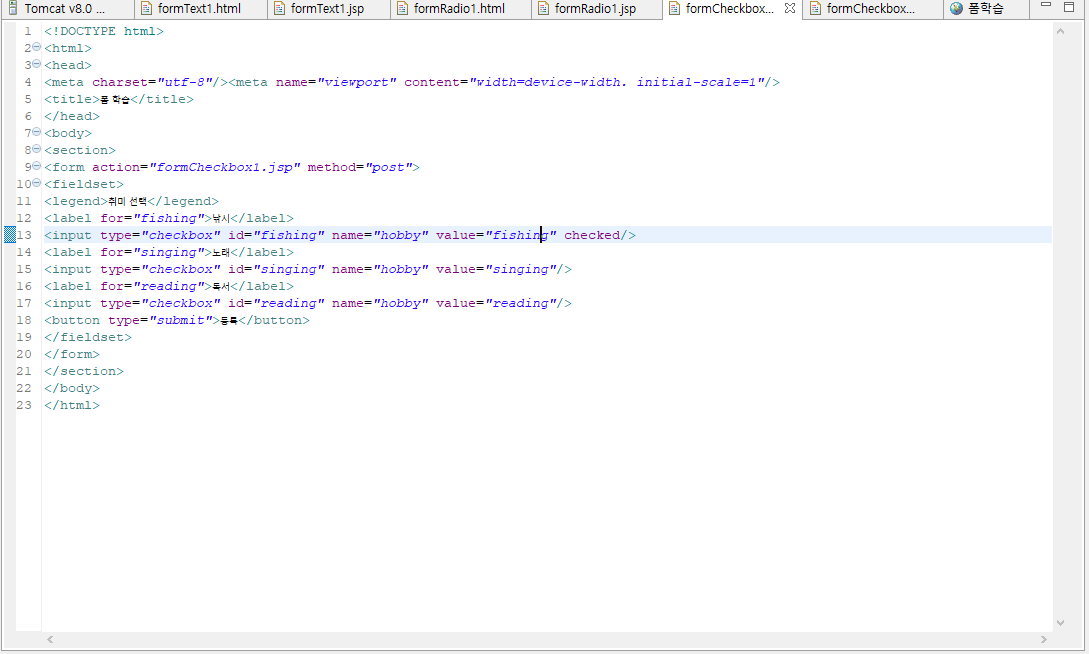 Tomcat v8.0 ... formText1.html formText1.jsp formRadio1.html formRadio1.jsp formCheckbox... formCheckbox... 폼학습
1 <!DOCTYPE html>
2 <html>
3 <head>
4 <meta charset="utf-8"/><meta name="viewport" content="width=device-width. initial-scale=1"/>
5 <title>폼 학습</title>
6 </head>
7 <body>
8 <section>
9 <form action="formCheckbox1.jsp" method="post">
10 <fieldset>
11 <legend>취미 선택</legend>
12 <label for="fishing">낚시</label>
13 <input type="checkbox" id="fishing" name="hobby" value="fishing" checked/>
14 <label for="singing">노래</label>
15 <input type="checkbox" id="singing" name="hobby" value="singing"/>
16 <label for="reading">독서</label>
17 <input type="checkbox" id="reading" name="hobby" value="reading"/>
18 <button type="submit">등록</button>
19 </fieldset>
20 </form>
21 </section>
22 </body>
23 </html>